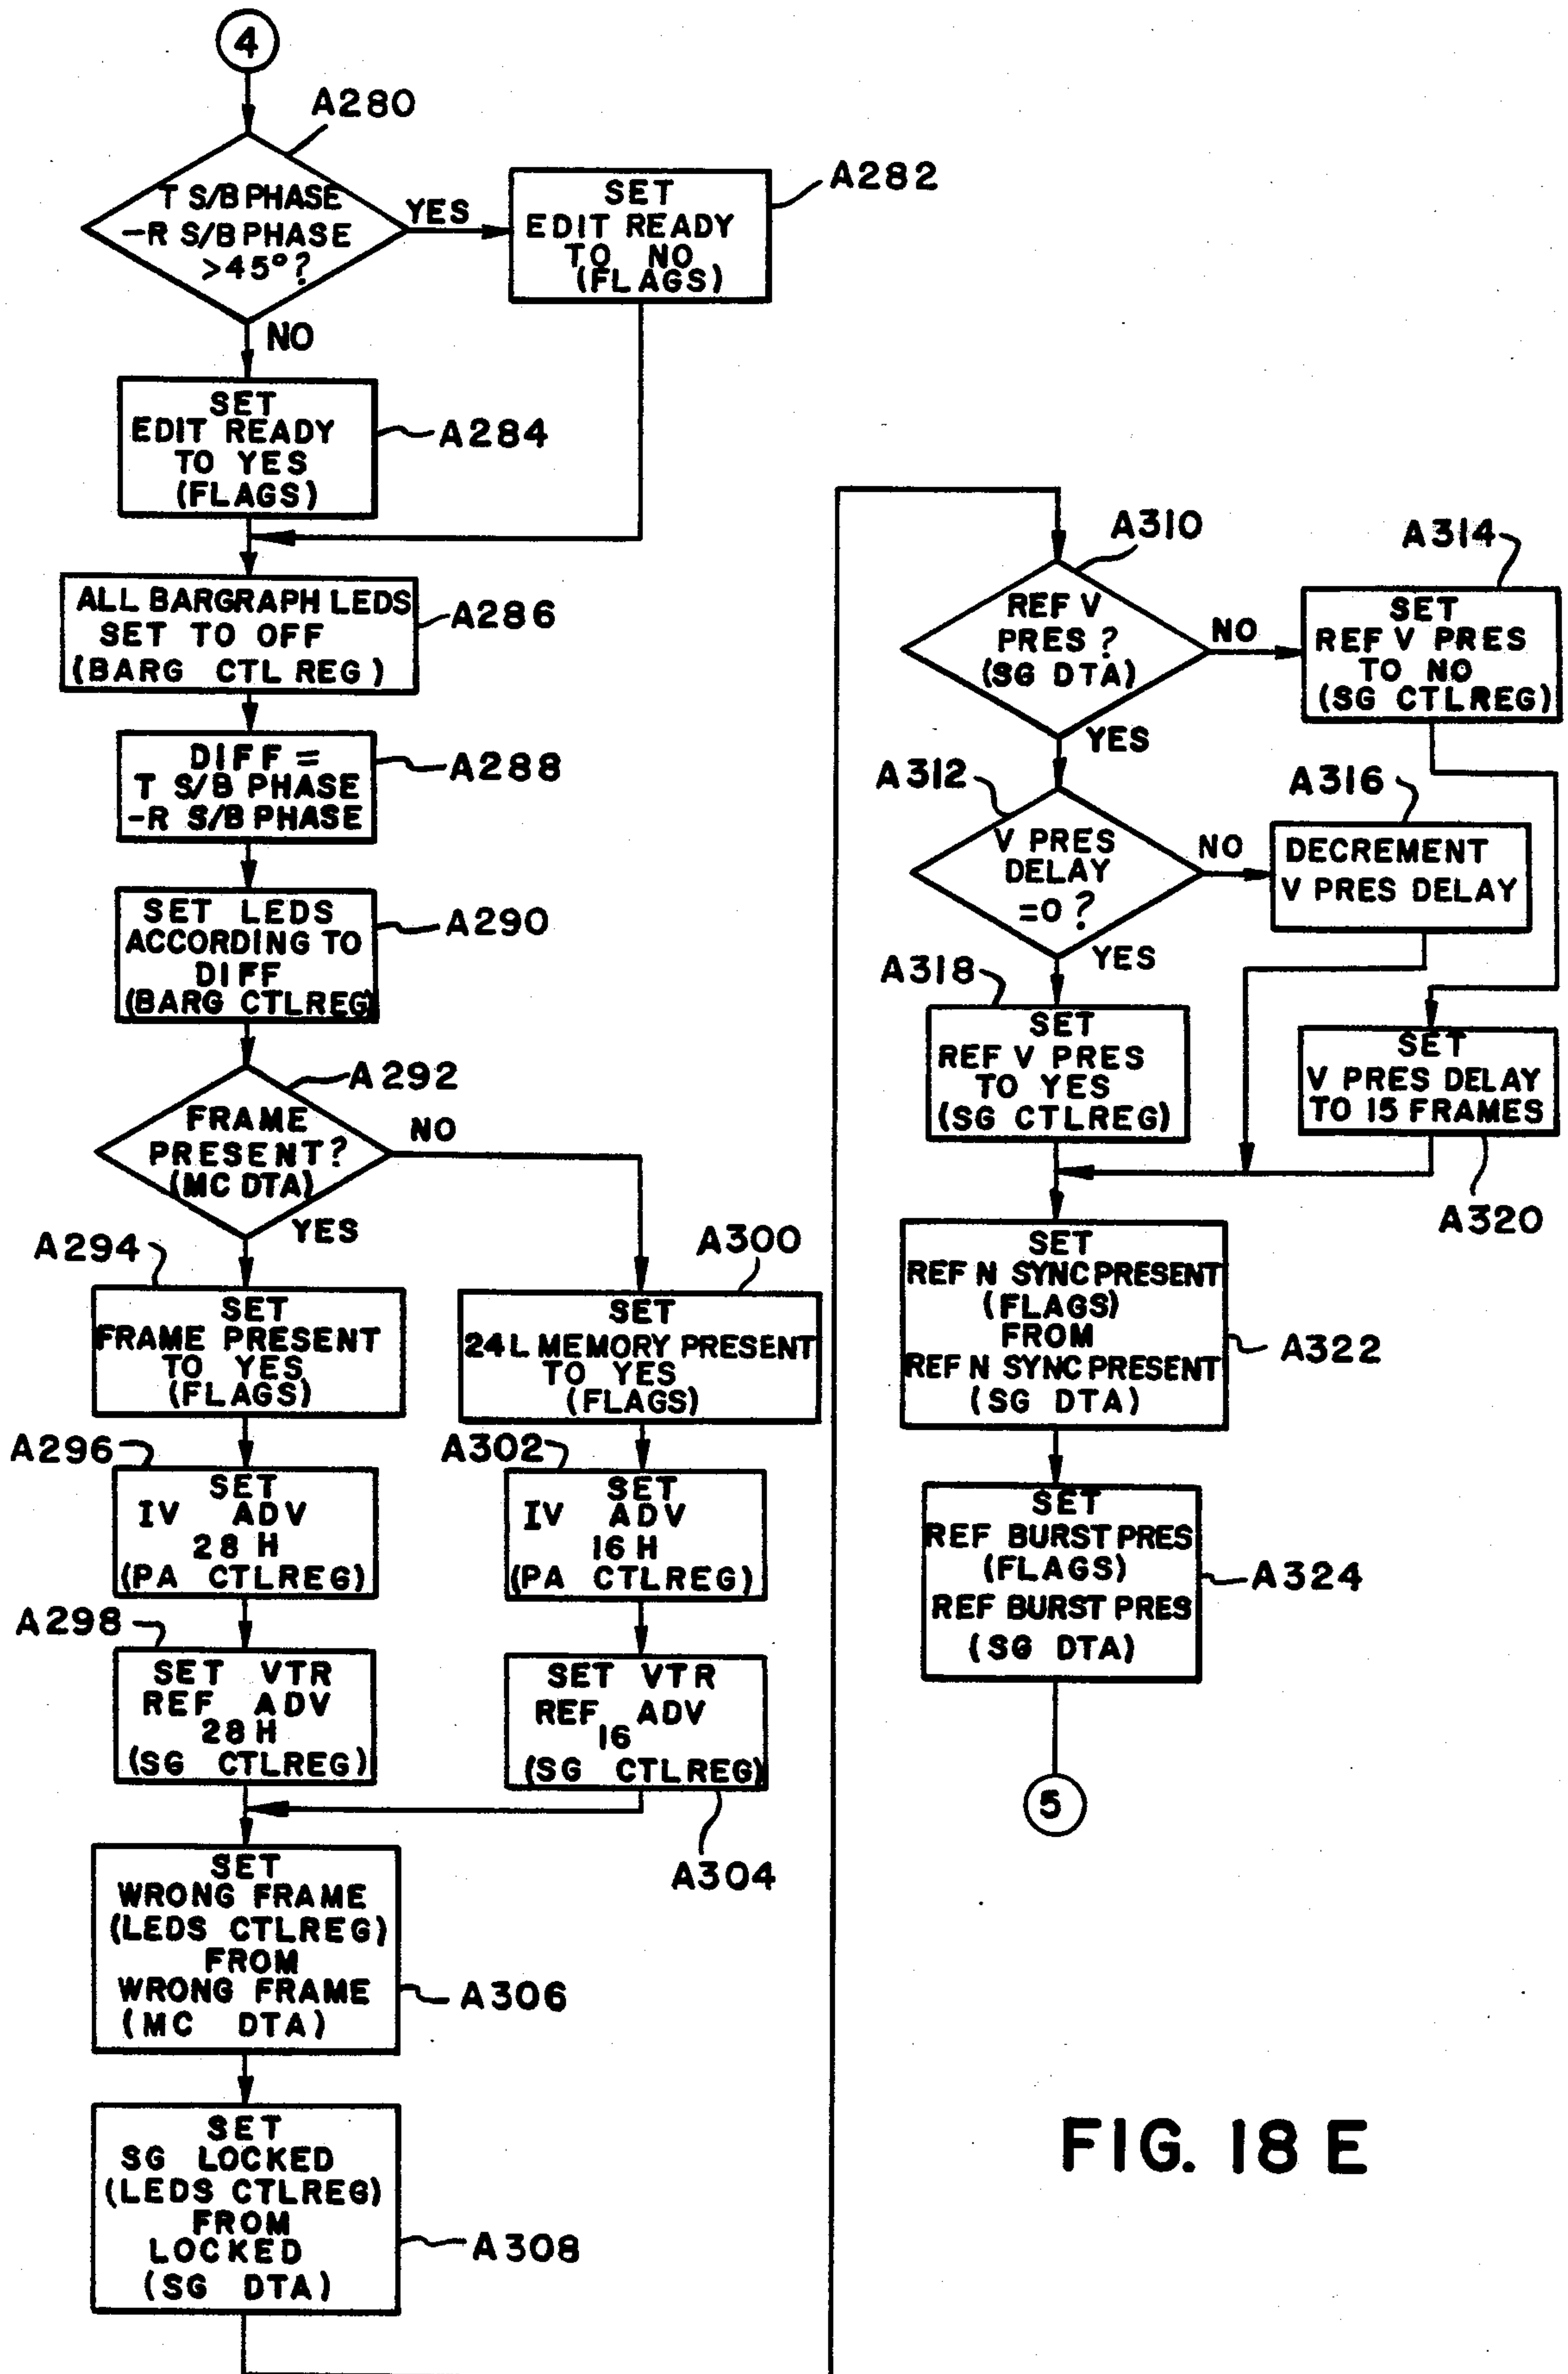 4
A280
T S/B PHASE
-R S/B PHASE
>45°?
YES
NO
SET
EDIT READY
TO NO
(FLAGS)
A282
SET
EDIT READY
TO YES
(FLAGS)
A284
ALL BARGRAPH LEDS
SET TO OFF
(BARG CTL REG)
A286
DIFF =
T S/B PHASE
-R S/B PHASE
A288
SET LEDS
ACCORDING TO
DIFF
(BARG CTLREG)
A290
A292
FRAME
PRESENT?
(MC DTA)
NO
YES
A294
SET
FRAME PRESENT
TO YES
(FLAGS)
A300
SET
24L MEMORY PRESENT
TO YES
(FLAGS)
A296
SET
IV ADV
28 H
(PA CTLREG)
A302
SET
IV ADV
16 H
(PA CTLREG)
A298
SET VTR
REF ADV
28 H
(SG CTLREG)
SET VTR
REF ADV
16
(SG CTLREG)
A304
SET
WRONG FRAME
(LEDS CTLREG)
FROM
WRONG FRAME
(MC DTA)
A306
SET
SG LOCKED
(LEDS CTLREG)
FROM
LOCKED
(SG DTA)
A308
A310
REF V
PRES ?
(SG DTA)
NO
YES
A314
SET
REF V PRES
TO NO
(SG CTLREG)
A312
V PRES
DELAY
=0 ?
NO
YES
A316
DECREMENT
V PRES DELAY
A318
SET
REF V PRES
TO YES
(SG CTLREG)
SET
V PRES DELAY
TO 15 FRAMES
A320
SET
REF N SYNC PRESENT
(FLAGS)
FROM
REF N SYNC PRESENT
(SG DTA)
A322
SET
REF BURST PRES
(FLAGS)
REF BURST PRES
(SG DTA)
A324
5
FIG. 18 E